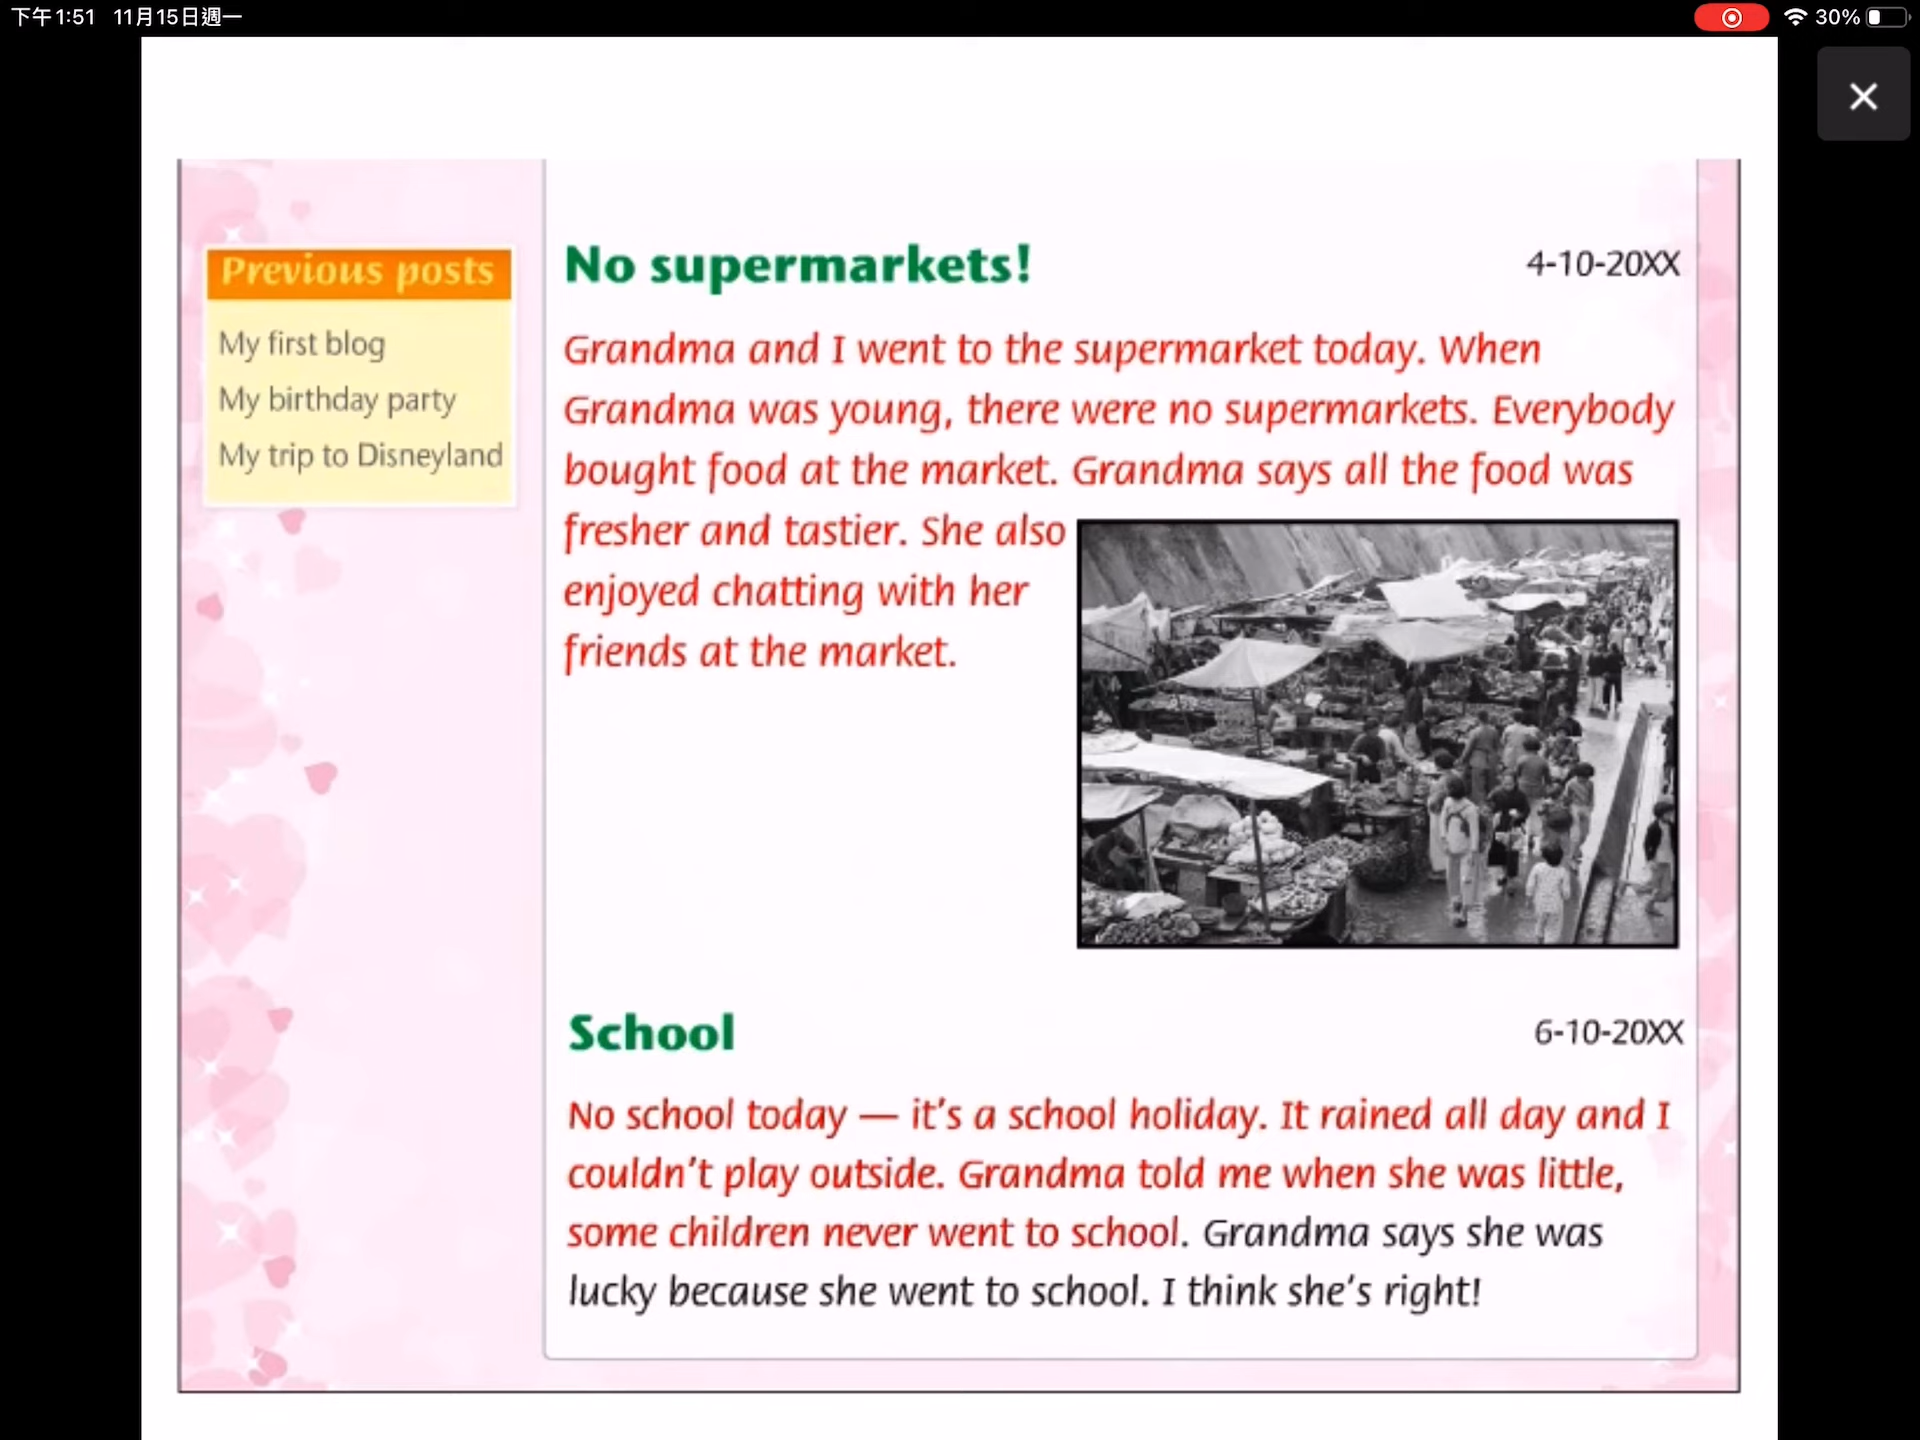 下午1:51 11月15日週一
30%
Previous posts
My first blog
My birthday party
My trip to Disneyland
No supermarkets!
4-10-20XX
Grandma and I went to the supermarket today. When
Grandma was young, there were no supermarkets. Everybody
bought food at the market. Grandma says all the food was
fresher and tastier. She also
enjoyed chatting with her
friends at the market.
School
6-10-20XX
No school today — it's a school holiday. It rained all day and I
couldn't play outside. Grandma told me when she was little,
some children never went to school. Grandma says she was
lucky because she went to school. I think she's right!